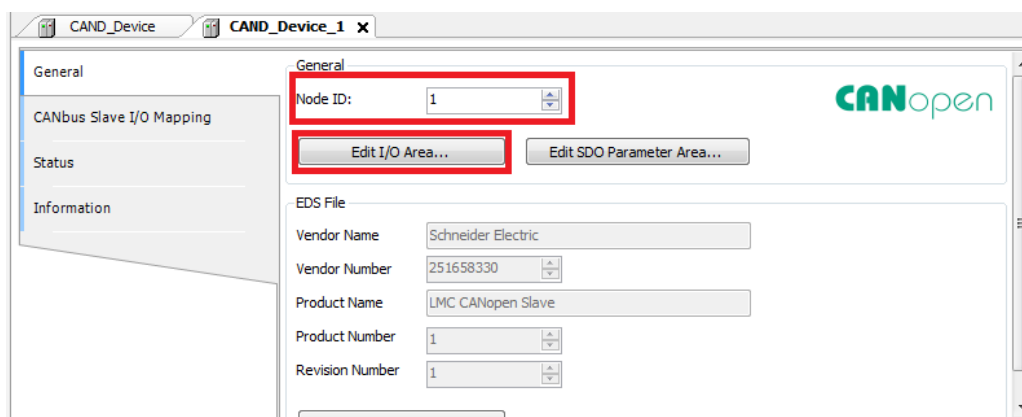 CAND_Device CAND_Device_1 X
General
CANbus Slave I/O Mapping
Status
Information
General
Node ID: 1
CANopen
Edit I/O Area... Edit SDO Parameter Area...
EDS File
Vendor Name Schneider Electric
Vendor Number 251658330
Product Name LMC CANopen Slave
Product Number 1
Revision Number 1